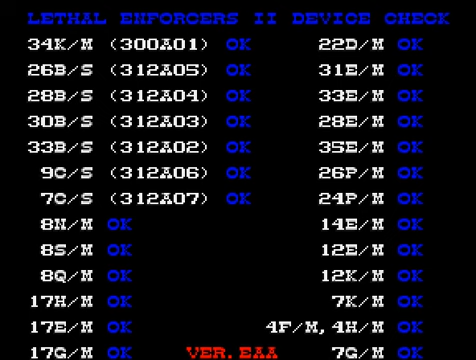 LETHAL ENFORCERS II DEVICE CHECK
34K/M (300A01) OK 22D/M OK
26B/S (312A05) OK 31E/M OK
28B/S (312A04) OK 33E/M OK
30B/S (312A03) OK 28E/M OK
33B/S (312A02) OK 35E/M OK
9C/S (312A06) OK 26P/M OK
7C/S (312A07) OK 24P/M OK
8N/M OK 14E/M OK
8S/M OK 12E/M OK
8Q/M OK 12K/M OK
17H/M OK 7K/M OK
17E/M OK 4F/M,4H/M OK
17G/M OK VER.EAA 7G/M OK